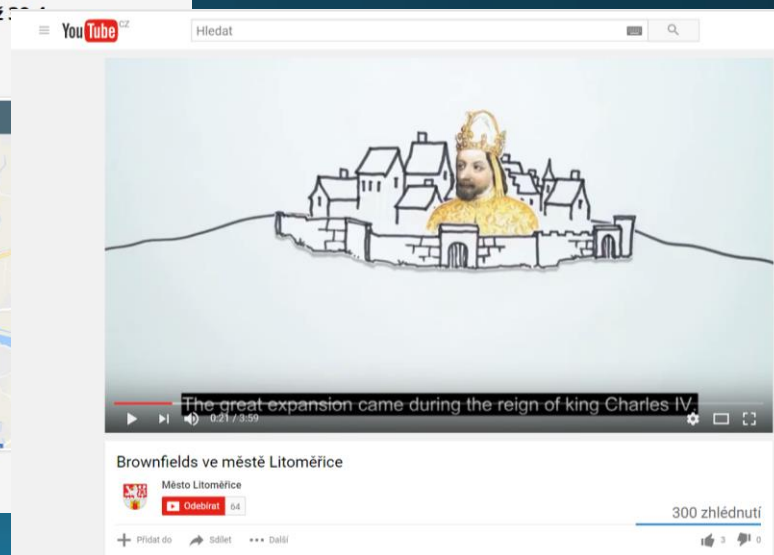 YouTube CZ
Hledat
The great expansion came during the reign of king Charles IV.
0:21 / 3:59
Brownfields ve městě Litoměřice
Město Litoměřice
Odebírat 64
300 zhlédnutí
Přidat do Sdílet Další
3 0